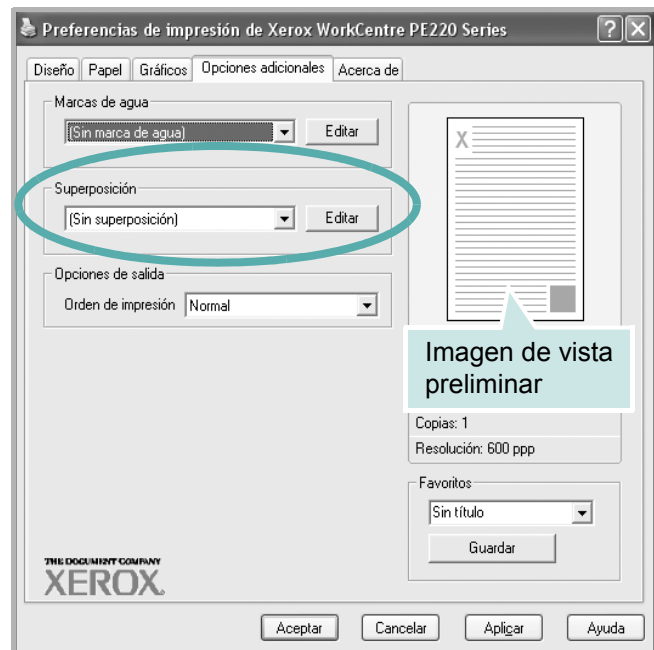 Preferencias de impresión de Xerox WorkCentre PE220 Series
Diseño Papel Gráficos Opciones adicionales Acerca de
Marcas de agua
(Sin marca de agua) Editar
Superposición
(Sin superposición) Editar
Opciones de salida
Orden de impresión Normal
X
Imagen de vista
preliminar
Copias: 1
Resolución: 600 ppp
Favoritos
Sin título
Guardar
THE DOCUMENT COMPANY
XEROX.
Aceptar Cancelar Aplicar Ayuda